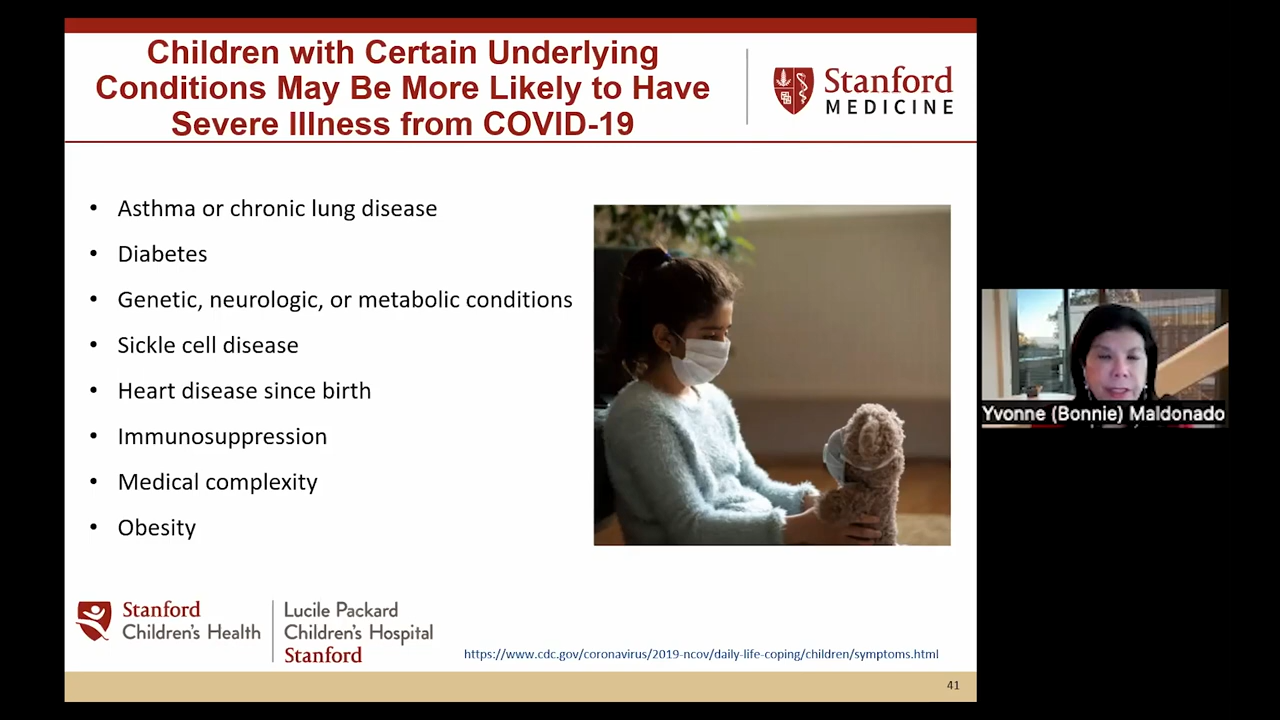 Children with Certain Underlying
Conditions May Be More Likely to Have
Severe Illness from COVID-19
Stanford
MEDICINE
• Asthma or chronic lung disease
• Diabetes
• Genetic, neurologic, or metabolic conditions
• Sickle cell disease
• Heart disease since birth
• Immunosuppression
• Medical complexity
• Obesity
Yvonne (Bonnie) Maldonado
Stanford
Children's Health
Lucile Packard
Children's Hospital
Stanford
https://www.cdc.gov/coronavirus/2019-ncov/daily-life-coping/children/symptoms.html
41